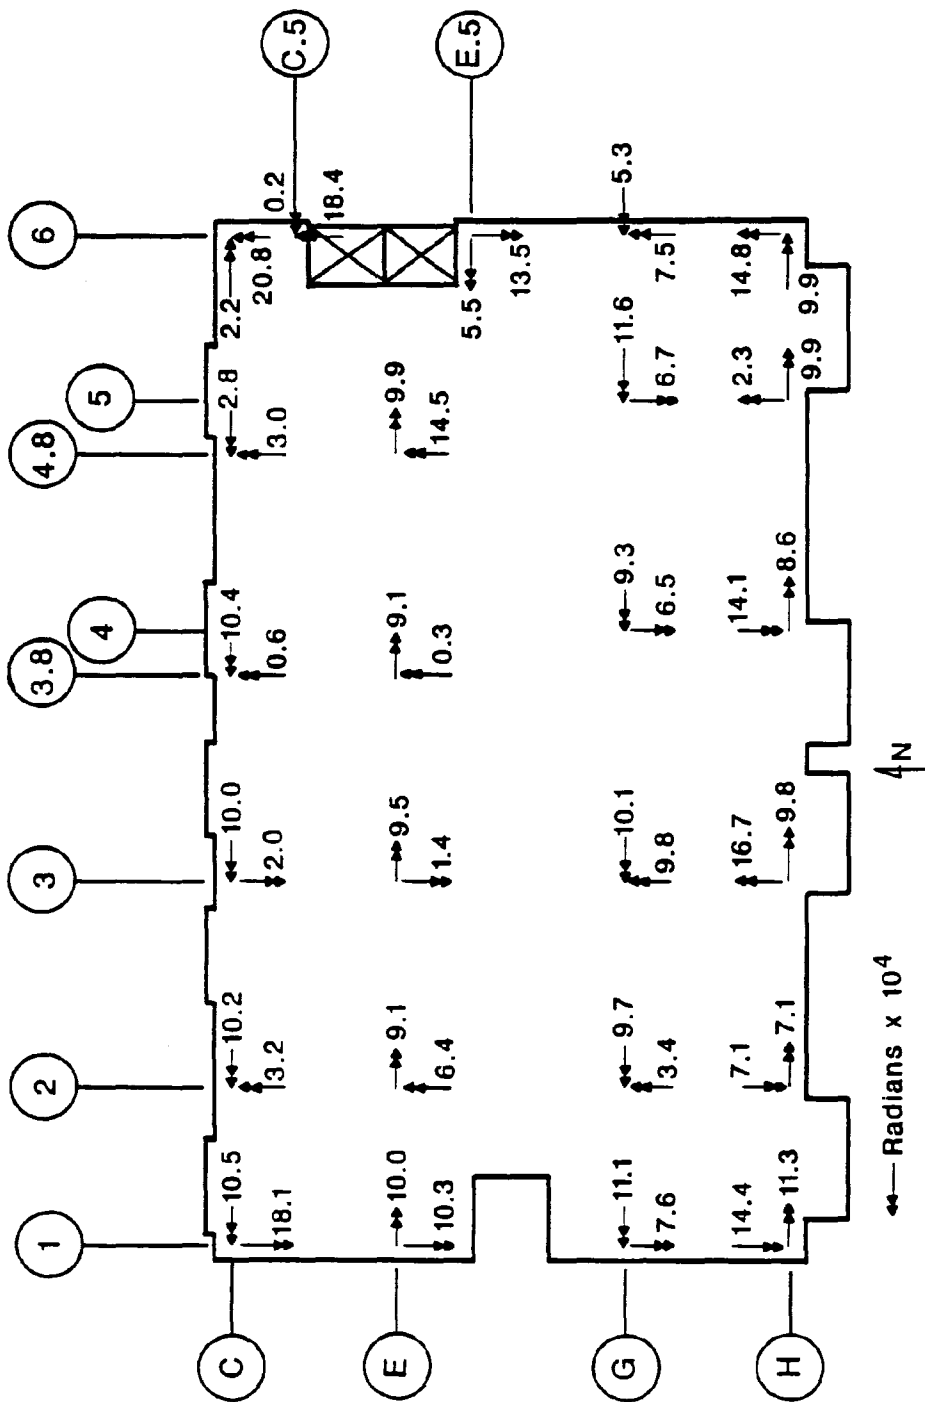 1 2 3 3.8 4.8 6
4 5
C 10.5 10.2 10.0 10.4 2.8 2.2
18.1 3.2 2.0 0.6 3.0 20.8 0.2 C.5
18.4
E 10.0 9.1 9.5 9.1 9.9
10.3 6.4 1.4 0.3 14.5 5.5 E.5
13.5
G 11.1 9.7 10.1 9.3 11.6 5.3
7.6 3.4 9.8 6.5 6.7 7.5
14.4 7.1 16.7 14.1 2.3 14.8
H 11.3 7.1 9.8 8.6 9.9 9.9
Radians x 10⁴ N